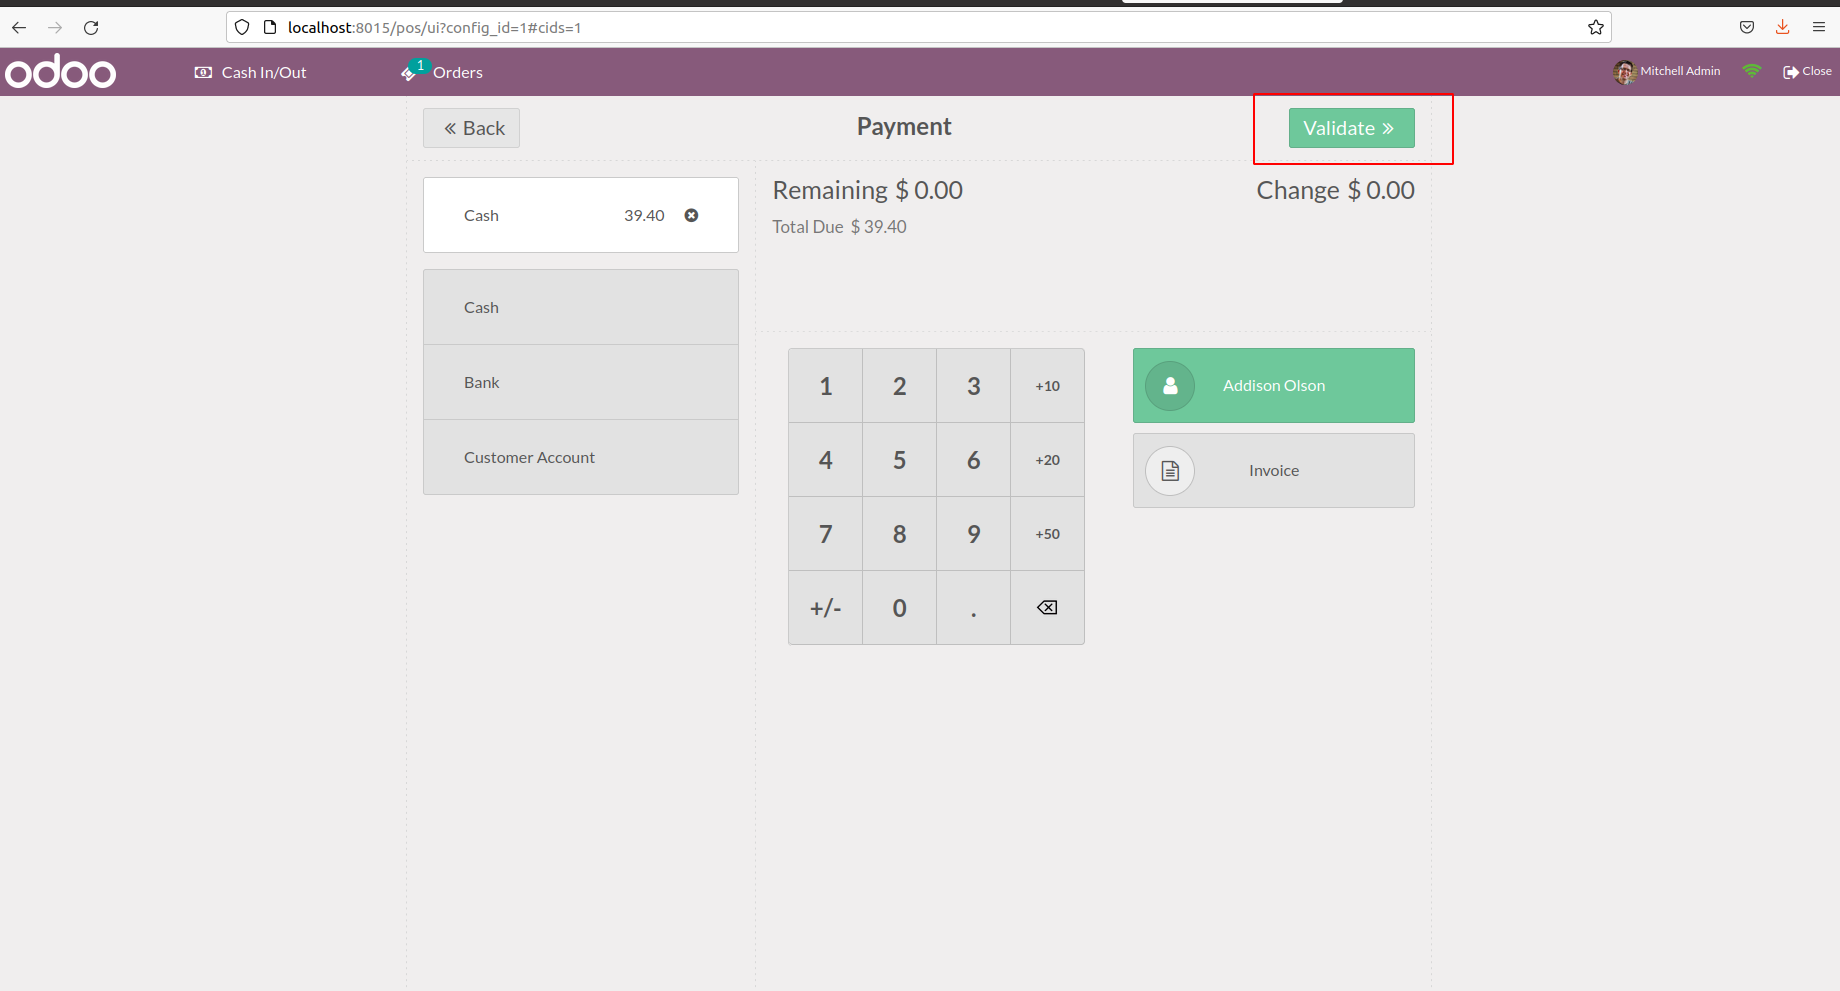 localhost:8015/pos/ui?config_id=1#cids=1
odoo Cash In/Out 1 Orders Mitchell Admin Close
Back Payment Validate
Cash 39.40
Remaining $ 0.00 Change $ 0.00
Total Due $ 39.40
Cash
Bank
Customer Account
1 2 3 +10
4 5 6 +20
7 8 9 +50
+/- 0 .
Addison Olson
Invoice